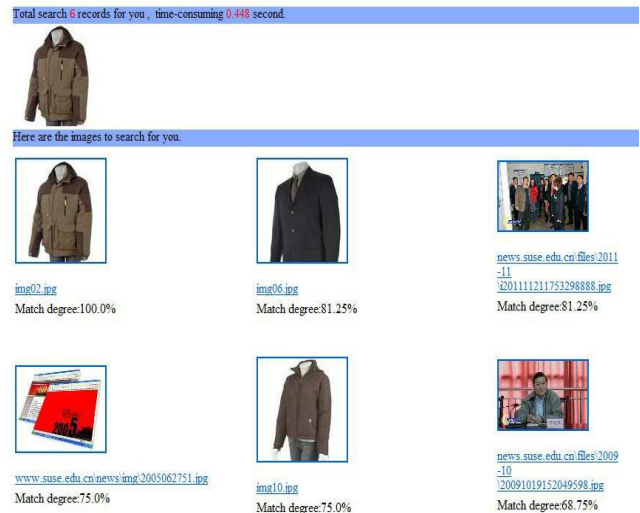 Total search 6 records for you , time-consuming 0.448 second.
Here are the images to search for you.
img02.jpg
Match degree:100.0%
img06.jpg
Match degree:81.25%
news.suse.edu.cn\files\2011
-11
\i201111211753298888.jpg
Match degree:81.25%
2005
www.suse.edu.cn\news\img\2005062751.jpg
Match degree:75.0%
img10.jpg
Match degree:75.0%
news.suse.edu.cn\files\2009
-10
\20091019152049598.jpg
Match degree:68.75%